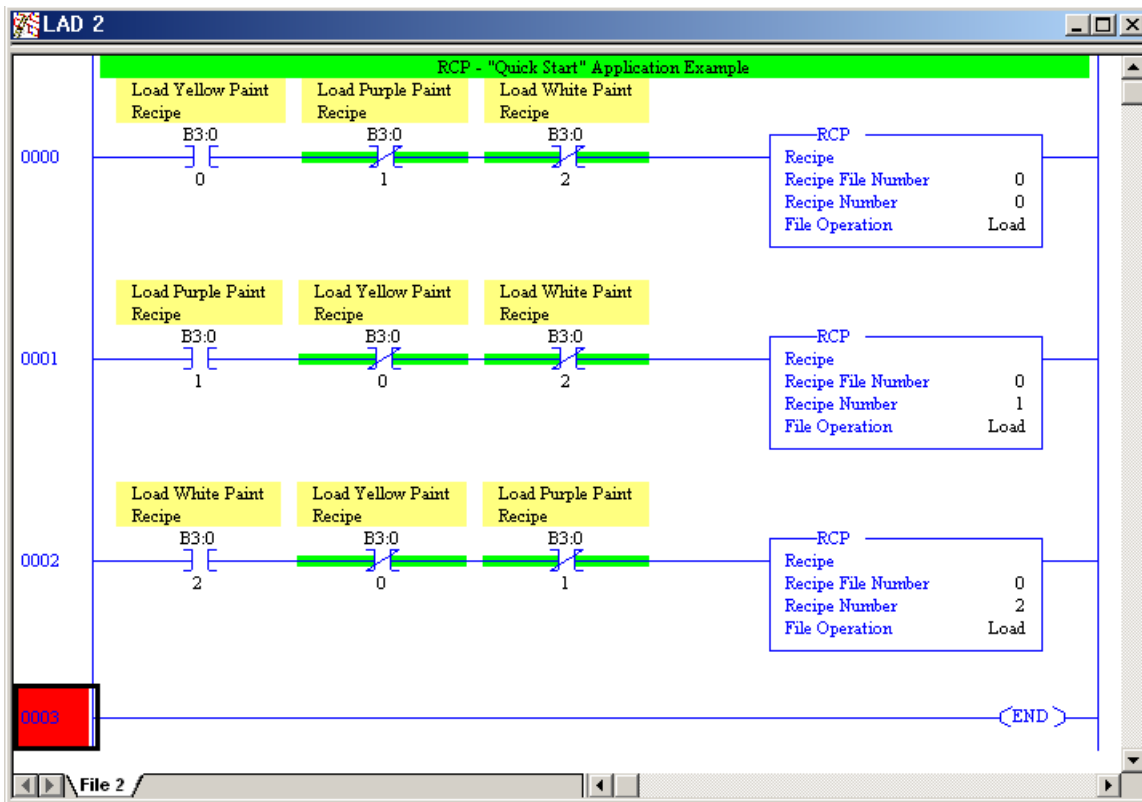 LAD 2
RCP - "Quick Start" Application Example
Load Yellow Paint Recipe
Load Purple Paint Recipe
Load White Paint Recipe
0000
B3:0
0
B3:0
1
B3:0
2
RCP
Recipe
Recipe File Number 0
Recipe Number 0
File Operation Load
Load Purple Paint Recipe
Load Yellow Paint Recipe
Load White Paint Recipe
0001
B3:0
1
B3:0
0
B3:0
2
RCP
Recipe
Recipe File Number 0
Recipe Number 1
File Operation Load
Load White Paint Recipe
Load Yellow Paint Recipe
Load Purple Paint Recipe
0002
B3:0
2
B3:0
0
B3:0
1
RCP
Recipe
Recipe File Number 0
Recipe Number 2
File Operation Load
0003
END
File 2